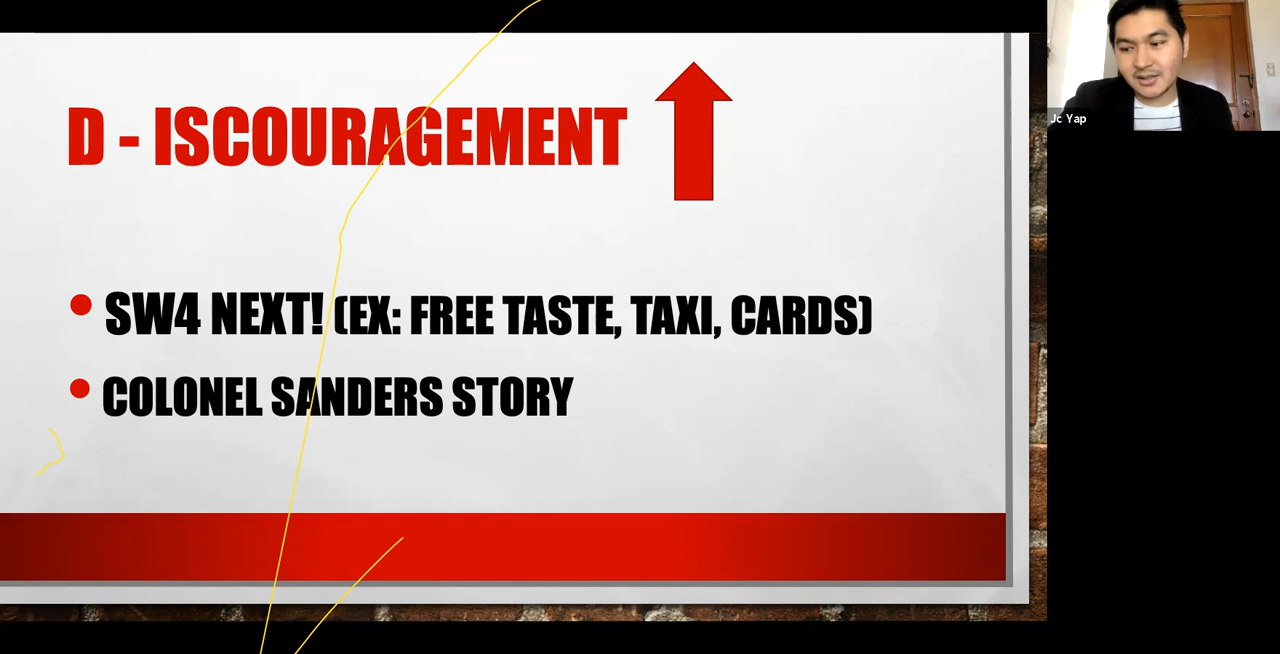 D - ISCOURAGEMENT
• SW4 NEXT! (EX: FREE TASTE, TAXI, CARDS)
• COLONEL SANDERS STORY
Jc Yap